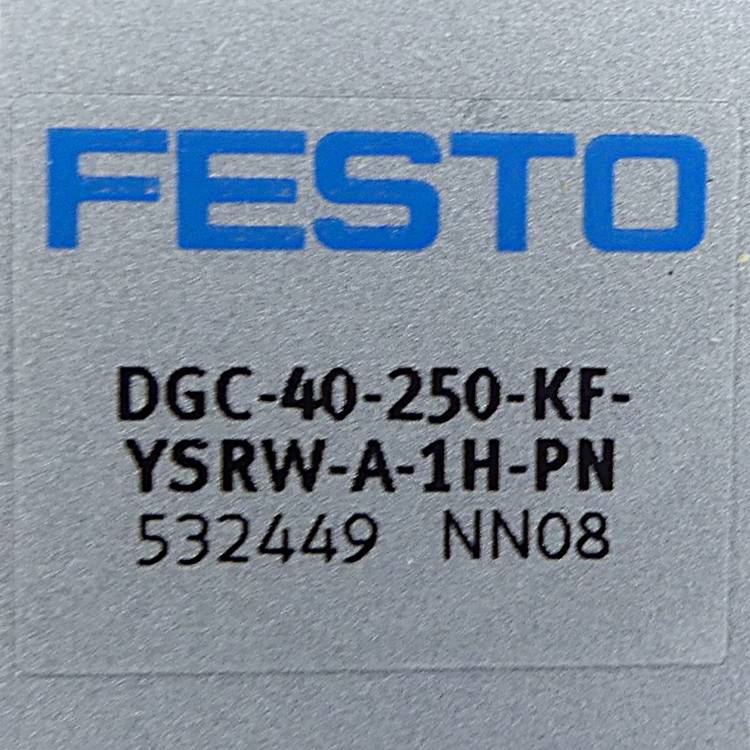 FESTO
DGC-40-250-KF-
YSRW-A-1H-PN
532449 NN08